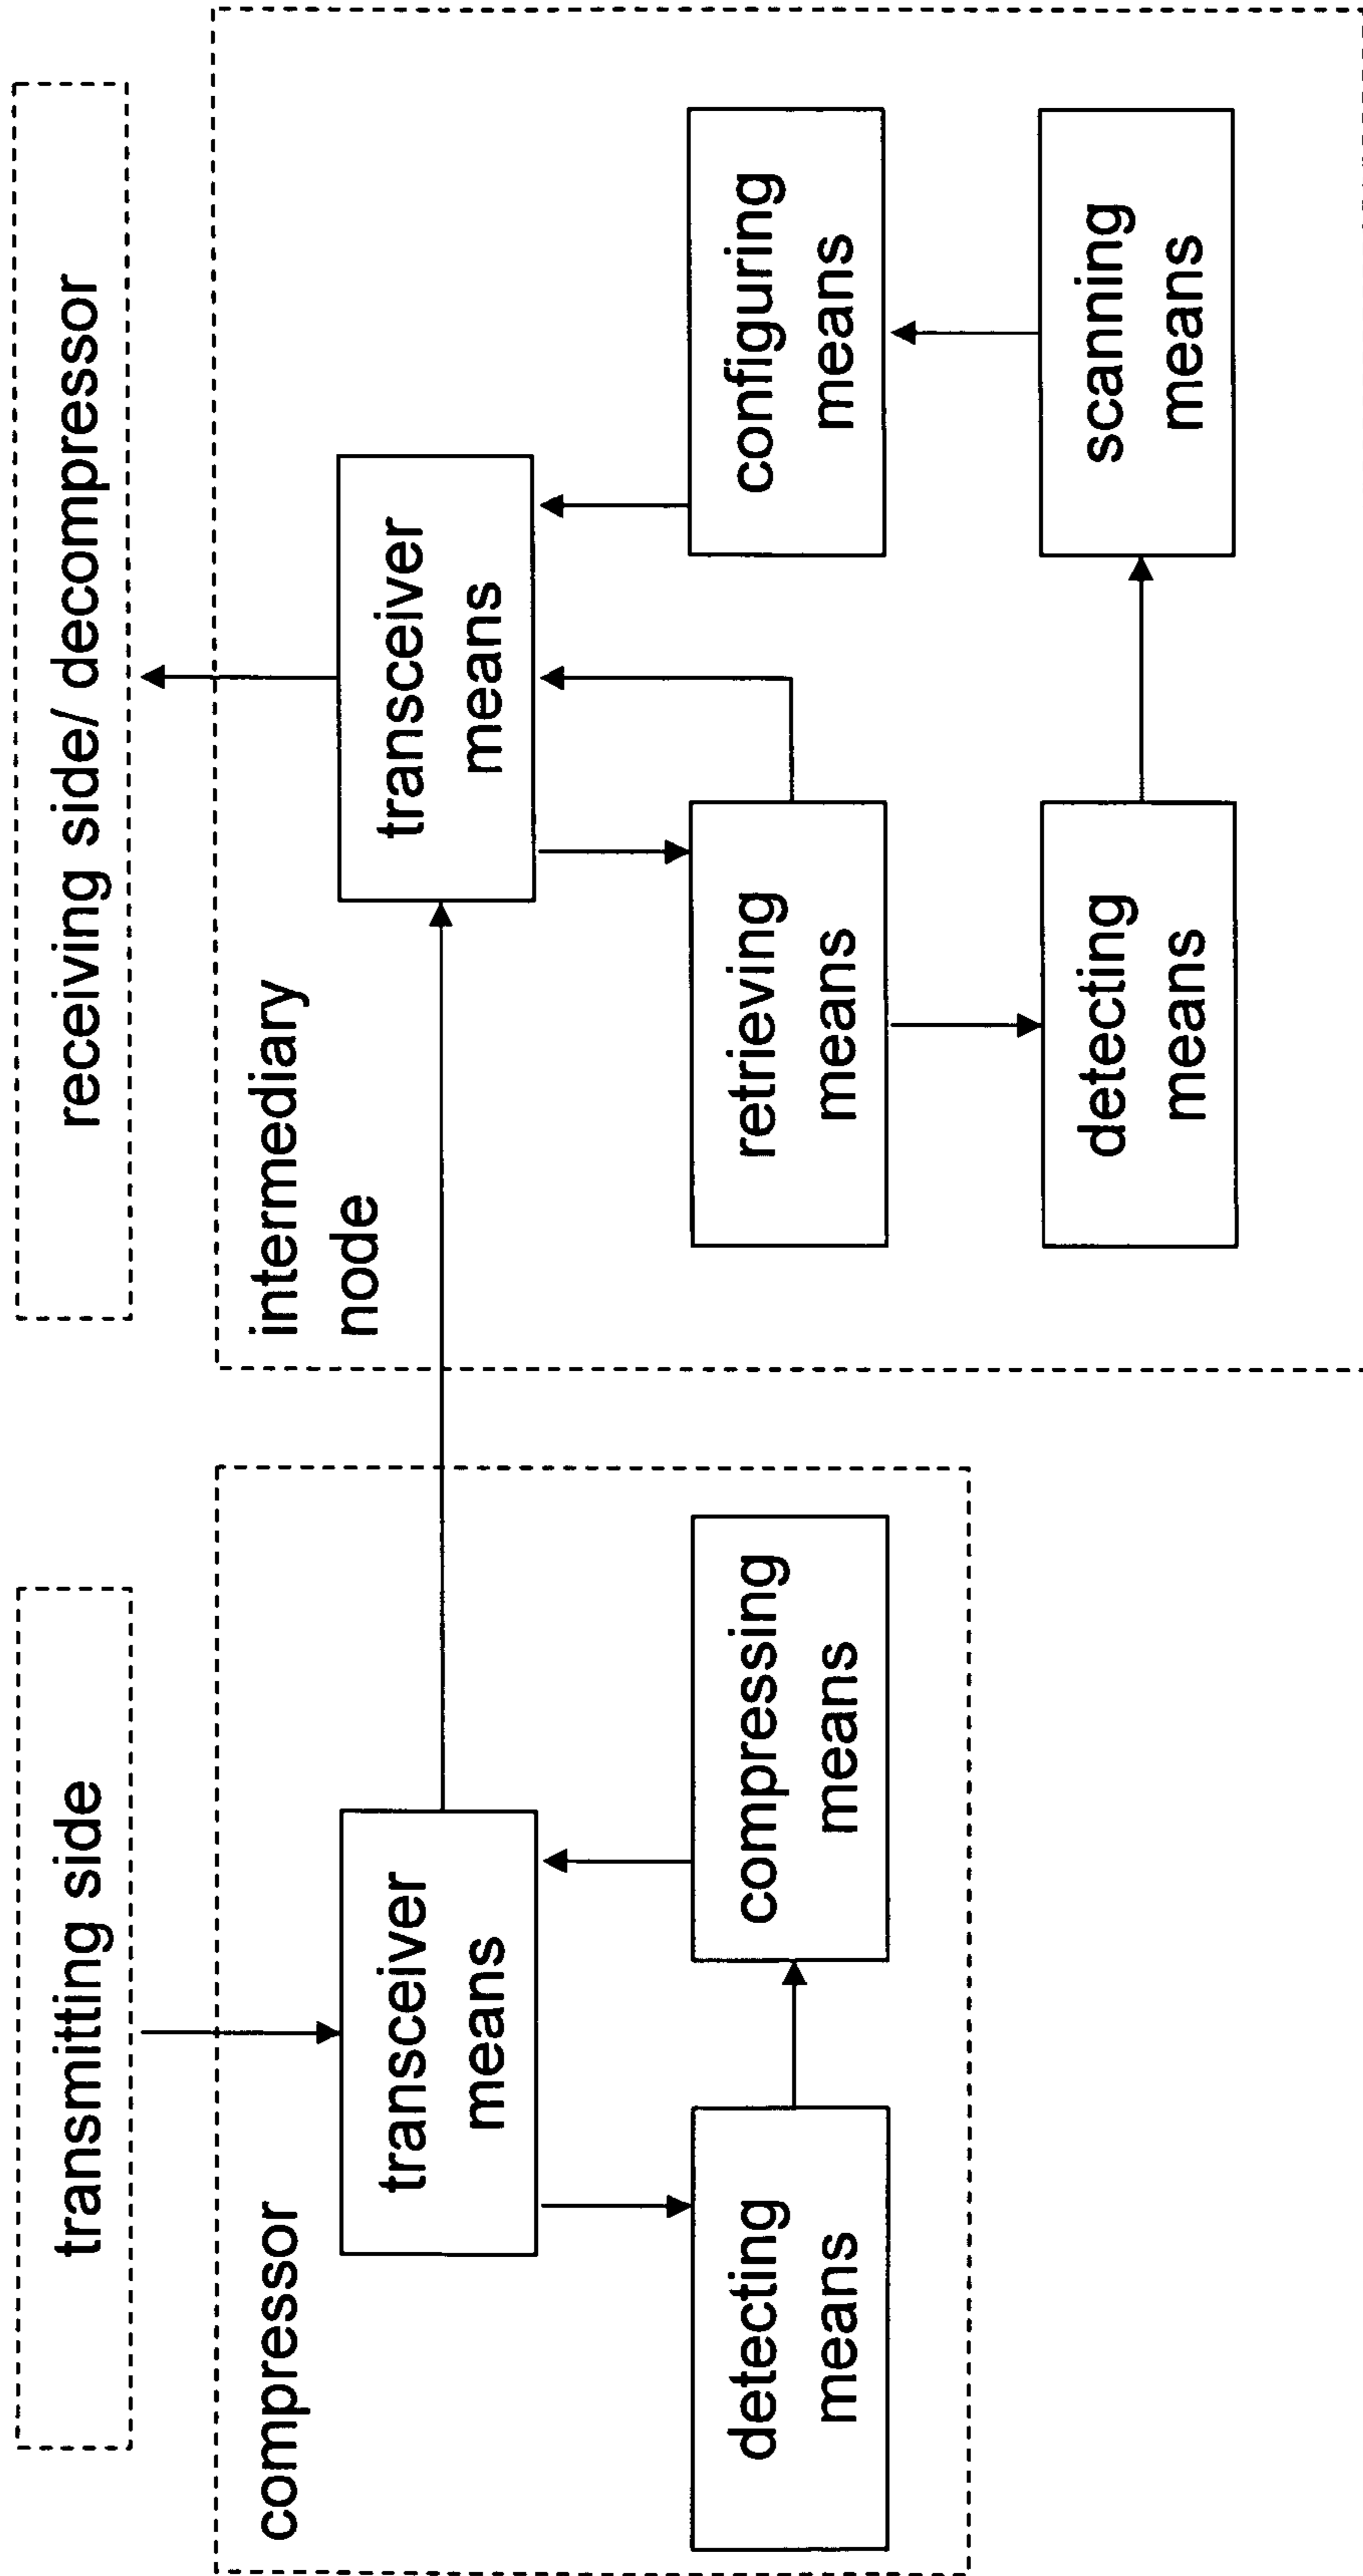 transmitting side
receiving side/ decompressor
compressor
transceiver
means
detecting
means
compressing
means
intermediary
node
transceiver
means
retrieving
means
configuring
means
detecting
means
scanning
means